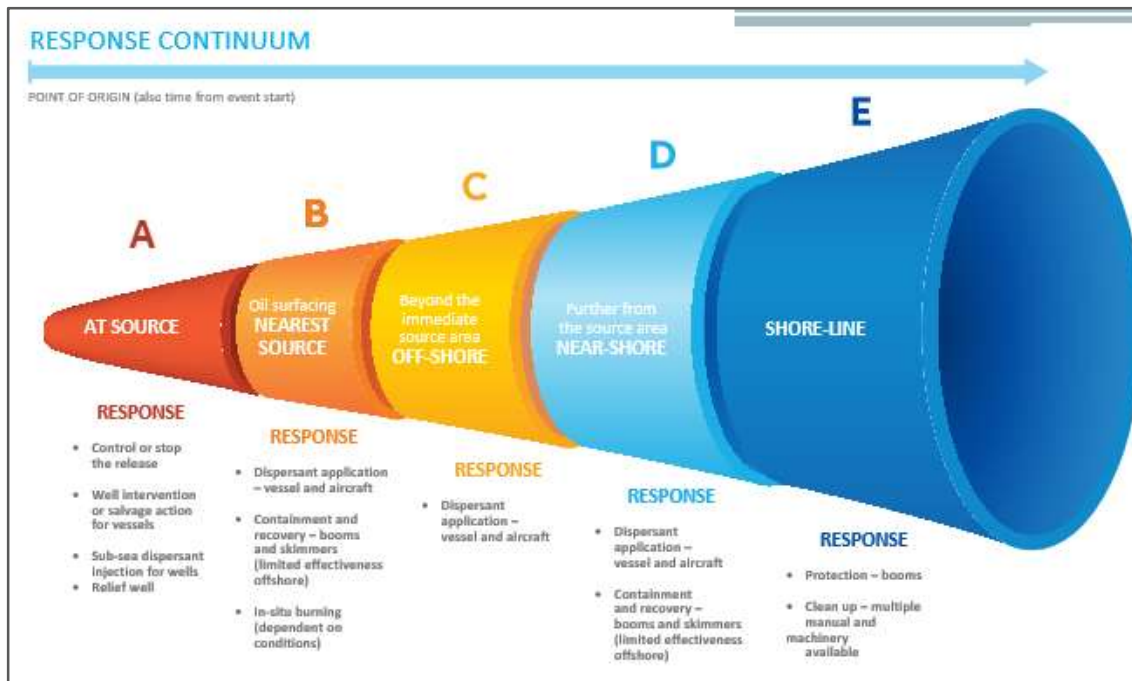 RESPONSE CONTINUUM
POINT OF ORIGIN (also time from event start)
A
B
C
D
E
AT SOURCE
Oil surfacing
NEAREST
SOURCE
Beyond the
immediate
source area
OFF-SHORE
Further from
the source area
NEAR-SHORE
SHORE-LINE
RESPONSE
• Control or stop
the release
• Well intervention
or salvage action
for vessels
• Sub-sea dispersant
injection for wells
• Relief well
RESPONSE
• Dispersant application
– vessel and aircraft
• Containment and
recovery – booms
and skimmers
(limited effectiveness
offshore)
• In-situ burning
(dependent on
conditions)
RESPONSE
• Dispersant
application –
vessel and aircraft
RESPONSE
• Dispersant
application –
vessel and aircraft
• Containment
and recovery –
booms and skimmers
(limited effectiveness
offshore)
RESPONSE
• Protection – booms
• Clean up – multiple
manual and
machinery
available